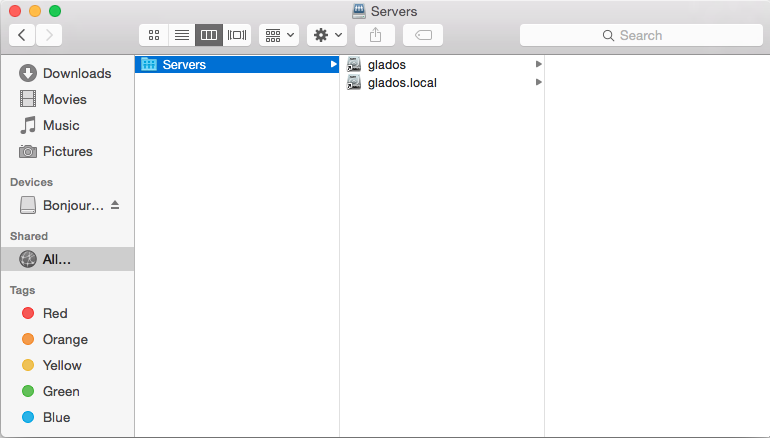 Servers
Search
Downloads
Movies
Music
Pictures
Devices
Bonjour...
Shared
All...
Tags
Red
Orange
Yellow
Green
Blue
Servers
glados
glados.local